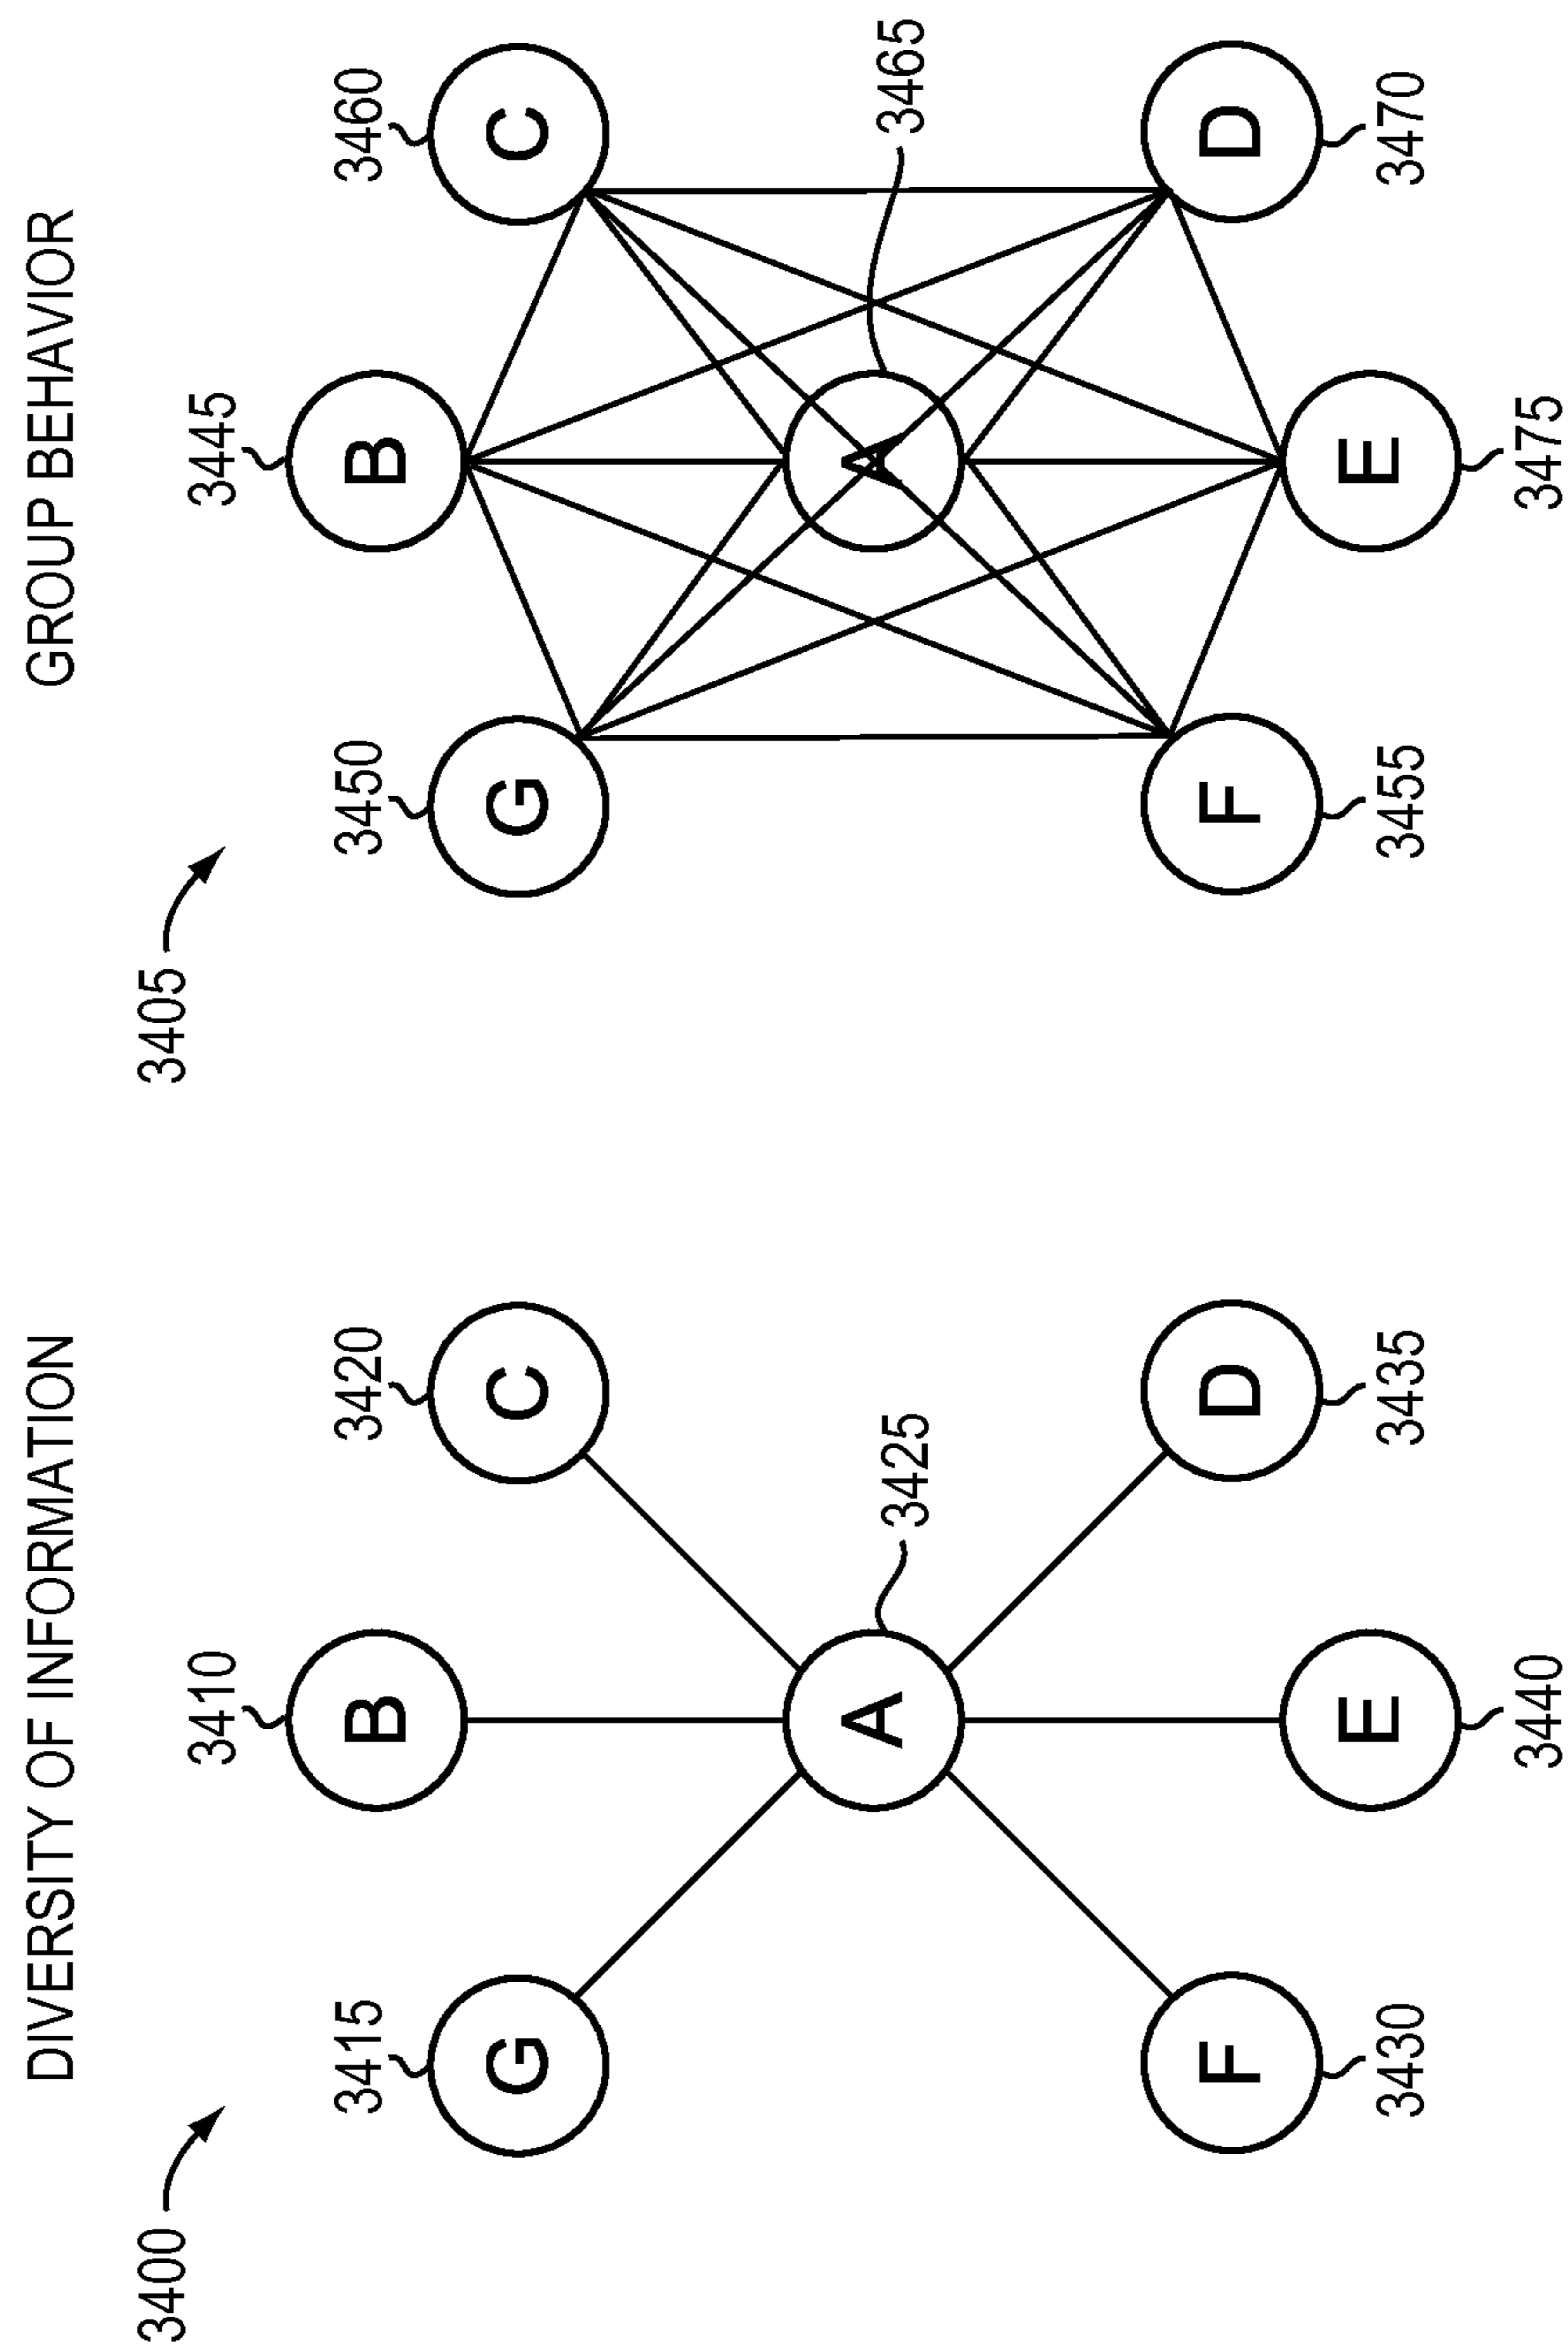 DIVERSITY OF INFORMATION
3400
3410
B
3415
G
3420
C
A
3425
F
3430
D
3435
E
3440
GROUP BEHAVIOR
3405
3445
B
3450
G
3460
C
A
3465
F
3455
D
3470
E
3475